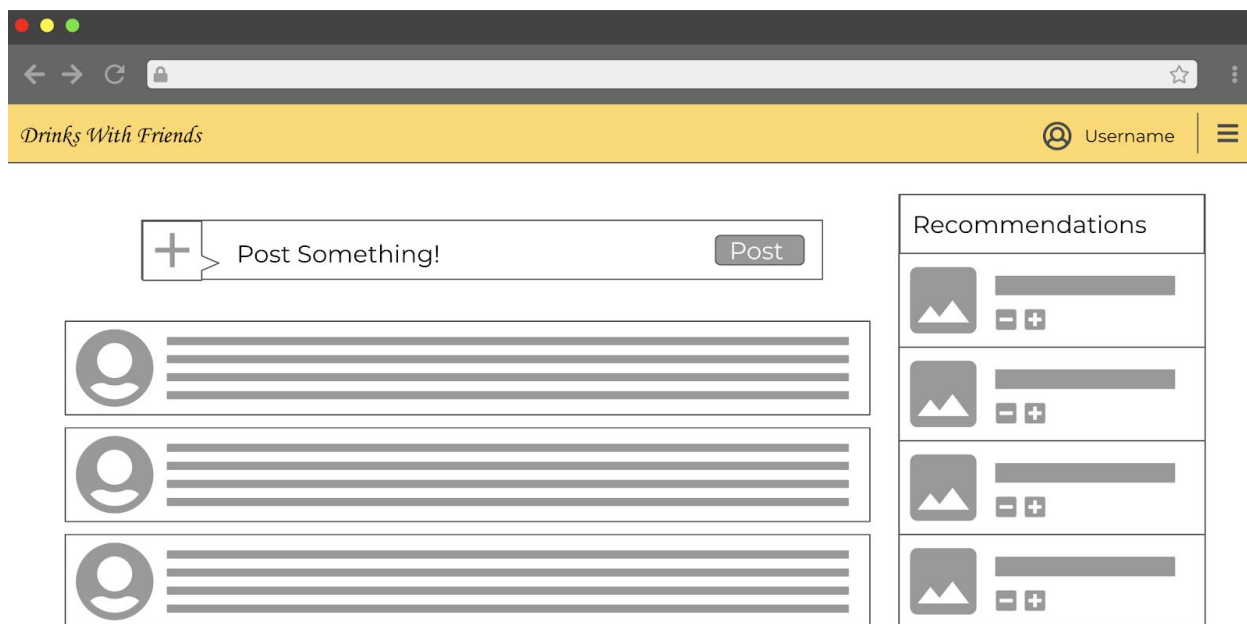 Drinks With Friends
Username
Post Something!
Post
Recommendations